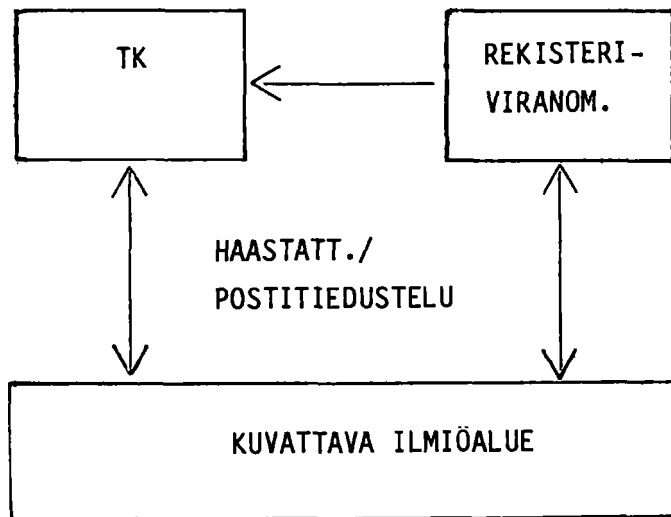 TK
REKISTERI-
VIRANOM.
HAASTATT./
POSTITIEDUSTELU
KUVATTAVA ILMIÖALUE